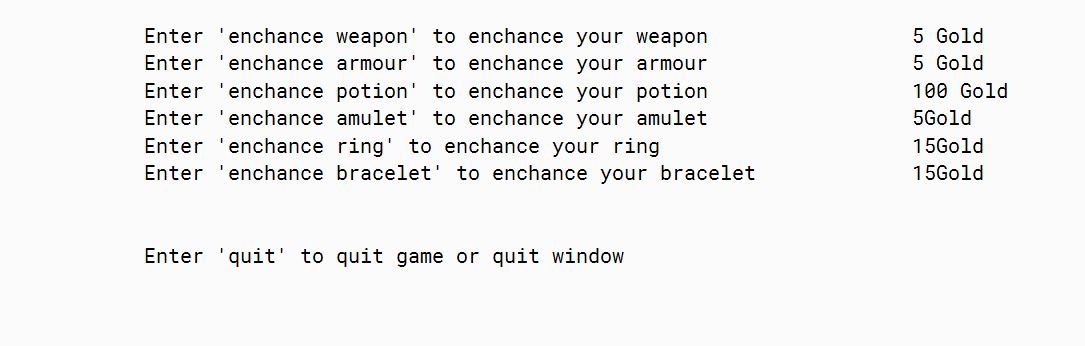 Enter 'enchance weapon' to enchance your weapon 5 Gold
Enter 'enchance armour' to enchance your armour 5 Gold
Enter 'enchance potion' to enchance your potion 100 Gold
Enter 'enchance amulet' to enchance your amulet 5Gold
Enter 'enchance ring' to enchance your ring 15Gold
Enter 'enchance bracelet' to enchance your bracelet 15Gold
Enter 'quit' to quit game or quit window